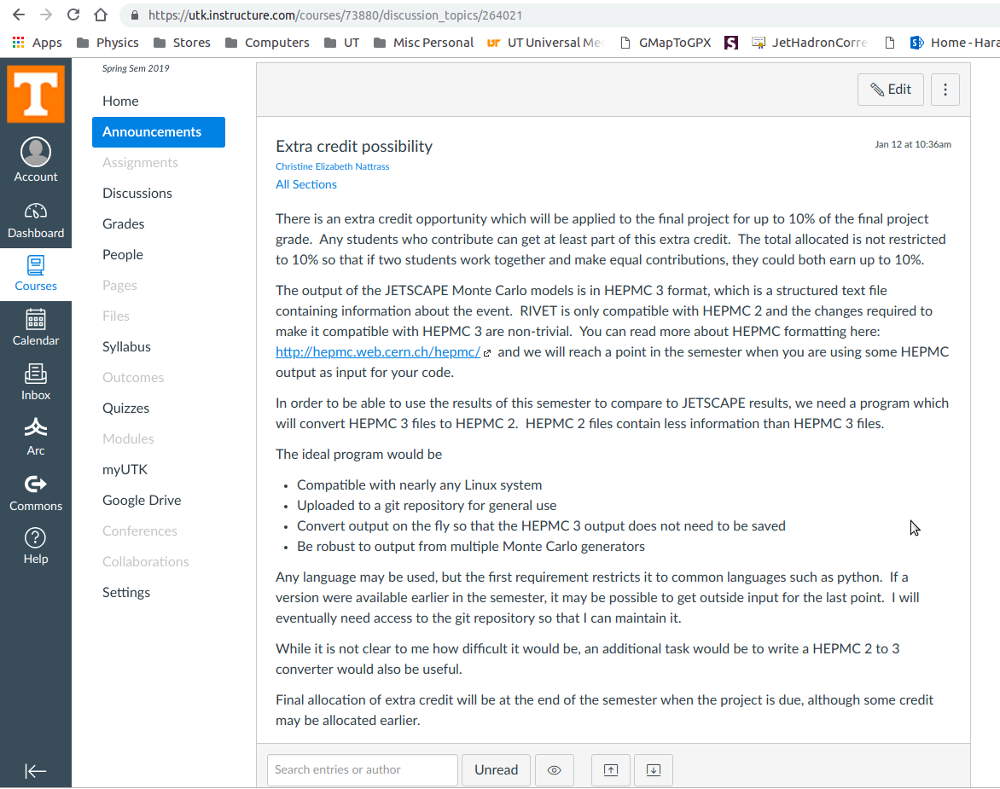 https://utk.instructure.com/courses/73880/discussion_topics/264021
Apps Physics Stores Computers UT Misc Personal UT Universal Me GMapToGPX S JetHadronCorre Home - Hara
T
Account
Dashboard
Courses
Calendar
Inbox
Arc
Commons
Help
Spring Sem 2019
Home
Announcements
Assignments
Discussions
Grades
People
Pages
Files
Syllabus
Outcomes
Quizzes
Modules
myUTK
Google Drive
Conferences
Collaborations
Settings
Edit
Extra credit possibility
Jan 12 at 10:36am
Christine Elizabeth Nattrass
All Sections
There is an extra credit opportunity which will be applied to the final project for up to 10% of the final project
grade. Any students who contribute can get at least part of this extra credit. The total allocated is not restricted
to 10% so that if two students work together and make equal contributions, they could both earn up to 10%.
The output of the JETSCAPE Monte Carlo models is in HEPMC 3 format, which is a structured text file
containing information about the event. RIVET is only compatible with HEPMC 2 and the changes required to
make it compatible with HEPMC 3 are non-trivial. You can read more about HEPMC formatting here:
http://hepmc.web.cern.ch/hepmc/ and we will reach a point in the semester when you are using some HEPMC
output as input for your code.
In order to be able to use the results of this semester to compare to JETSCAPE results, we need a program which
will convert HEPMC 3 files to HEPMC 2. HEPMC 2 files contain less information than HEPMC 3 files.
The ideal program would be
• Compatible with nearly any Linux system
• Uploaded to a git repository for general use
• Convert output on the fly so that the HEPMC 3 output does not need to be saved
• Be robust to output from multiple Monte Carlo generators
Any language may be used, but the first requirement restricts it to common languages such as python. If a
version were available earlier in the semester, it may be possible to get outside input for the last point. I will
eventually need access to the git repository so that I can maintain it.
While it is not clear to me how difficult it would be, an additional task would be to write a HEPMC 2 to 3
converter would also be useful.
Final allocation of extra credit will be at the end of the semester when the project is due, although some credit
may be allocated earlier.
Search entries or author
Unread